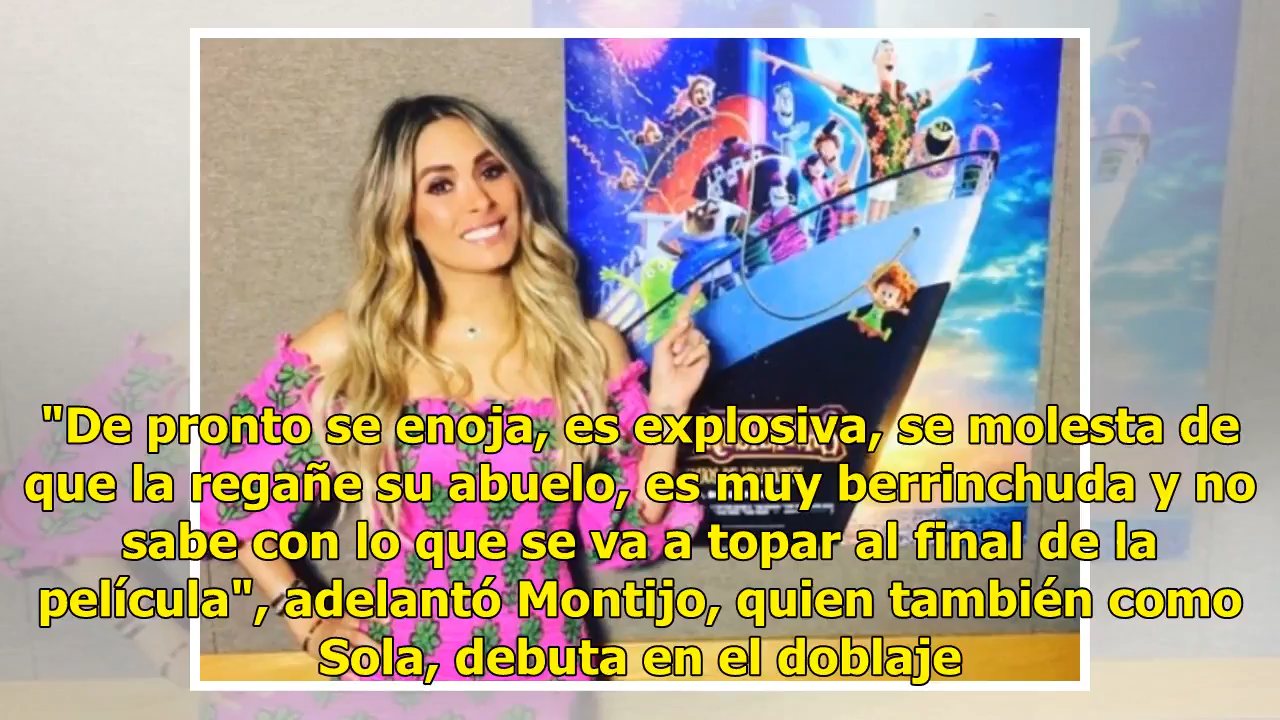 "De pronto se enoja, es explosiva, se molesta de
que la regañe su abuelo, es muy berrinchuda y no
sabe con lo que se va a topar al final de la
película", adelantó Montijo, quien también como
Sola, debuta en el doblaje